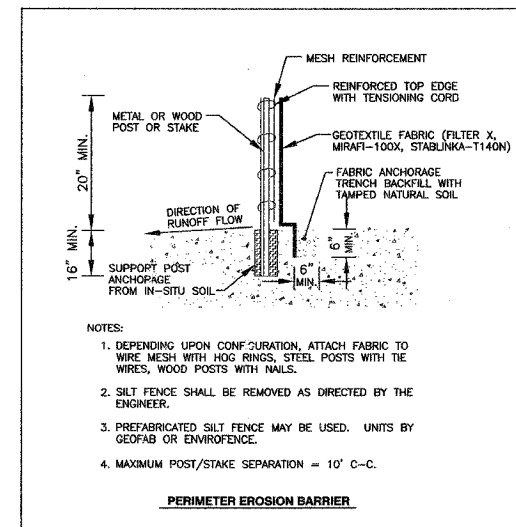 MESH REINFORCEMENT
REINFORCED TOP EDGE
WITH TENSIONING CORD
METAL OR WOOD
POST OR STAKE
GEOTEXTILE FABRIC (FILTER X,
MIRAFI-100X, STABLINKA-T140N)
20" MIN.
FABRIC ANCHORAGE
TRENCH BACKFILL WITH
TAMPED NATURAL SOIL
DIRECTION OF
RUNOFF FLOW
16" MIN.
6"
MIN.
SUPPORT POST
ANCHORAGE
FROM IN-SITU SOIL
6"
MIN.
NOTES:
1. DEPENDING UPON CONFIGURATION, ATTACH FABRIC TO
WIRE MESH WITH HOG RINGS, STEEL POSTS WITH TIE
WIRES, WOOD POSTS WITH NAILS.
2. SILT FENCE SHALL BE REMOVED AS DIRECTED BY THE
ENGINEER.
3. PREFABRICATED SILT FENCE MAY BE USED. UNITS BY
GEOFAB OR ENVIROFENCE.
4. MAXIMUM POST/STAKE SEPARATION = 10' C-C.
PERIMETER EROSION BARRIER